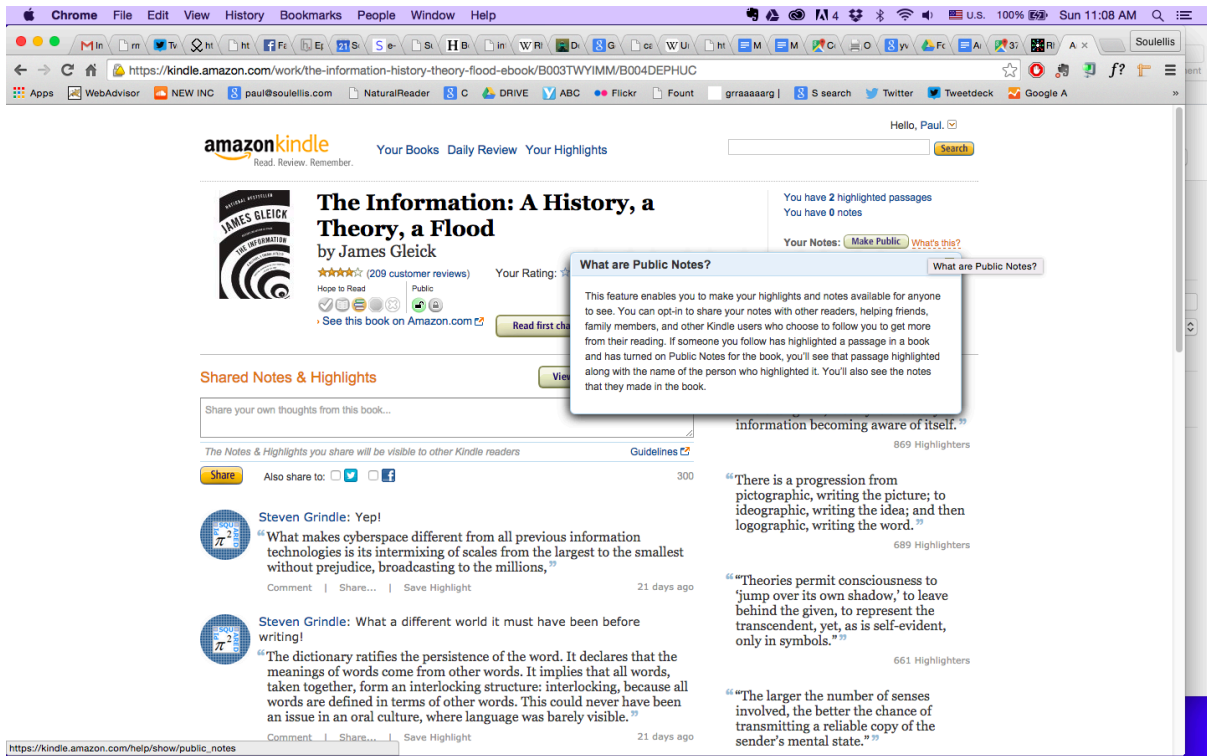 Chrome File Edit View History Bookmarks People Window Help
4 U.S. 100% Sun 11:08 AM
Soulellis
https://kindle.amazon.com/work/the-information-history-theory-flood-ebook/B003TWYIMM/B004DEPHUC
f?
Apps WebAdvisor NEW INC paul@soulellis.com NaturalReader C DRIVE ABC Flickr Fount grraaaarg | S search Twitter Tweetdeck Google A »
Hello, Paul.
amazonkindle
Read. Review. Remember.
Your Books Daily Review Your Highlights
Search
NATIONAL BESTSELLER
JAMES GLEICK
THE INFORMATION
The Information: A History, a
Theory, a Flood
by James Gleick
(209 customer reviews) Your Rating:
Hope to Read Public
See this book on Amazon.com
Read first cha
You have 2 highlighted passages
You have 0 notes
Your Notes: Make Public What's this?
What are Public Notes?
What are Public Notes?
This feature enables you to make your highlights and notes available for anyone
to see. You can opt-in to share your notes with other readers, helping friends,
family members, and other Kindle users who choose to follow you to get more
from their reading. If someone you follow has highlighted a passage in a book
and has turned on Public Notes for the book, you'll see that passage highlighted
along with the name of the person who highlighted it. You'll also see the notes
that they made in the book.
Shared Notes & Highlights
View
Share your own thoughts from this book...
The Notes & Highlights you share will be visible to other Kindle readers
Guidelines
Share Also share to: 300
Steven Grindle: Yep!
“What makes cyberspace different from all previous information
technologies is its intermixing of scales from the largest to the smallest
without prejudice, broadcasting to the millions,”
Comment | Share... | Save Highlight 21 days ago
Steven Grindle: What a different world it must have been before
writing!
“The dictionary ratifies the persistence of the word. It declares that the
meanings of words come from other words. It implies that all words,
taken together, form an interlocking structure: interlocking, because all
words are defined in terms of other words. This could never have been
an issue in an oral culture, where language was barely visible.”
Comment | Share... | Save Highlight 21 days ago
information becoming aware of itself.”
869 Highlighters
“There is a progression from
pictographic, writing the picture; to
ideographic, writing the idea; and then
logographic, writing the word.”
689 Highlighters
““Theories permit consciousness to
‘jump over its own shadow,’ to leave
behind the given, to represent the
transcendent, yet, as is self-evident,
only in symbols.””
661 Highlighters
““The larger the number of senses
involved, the better the chance of
transmitting a reliable copy of the
sender's mental state.””
https://kindle.amazon.com/help/show/public_notes